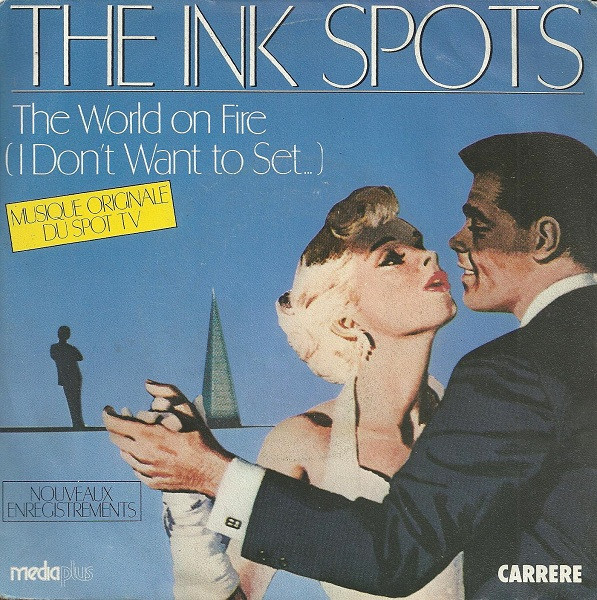 THE INK SPOTS
The World on Fire
(I Don't Want to Set...)
MUSIQUE ORIGINALE
DU SPOT TV
NOUVEAUX
ENREGISTREMENTS
mediaplus
CARRERE